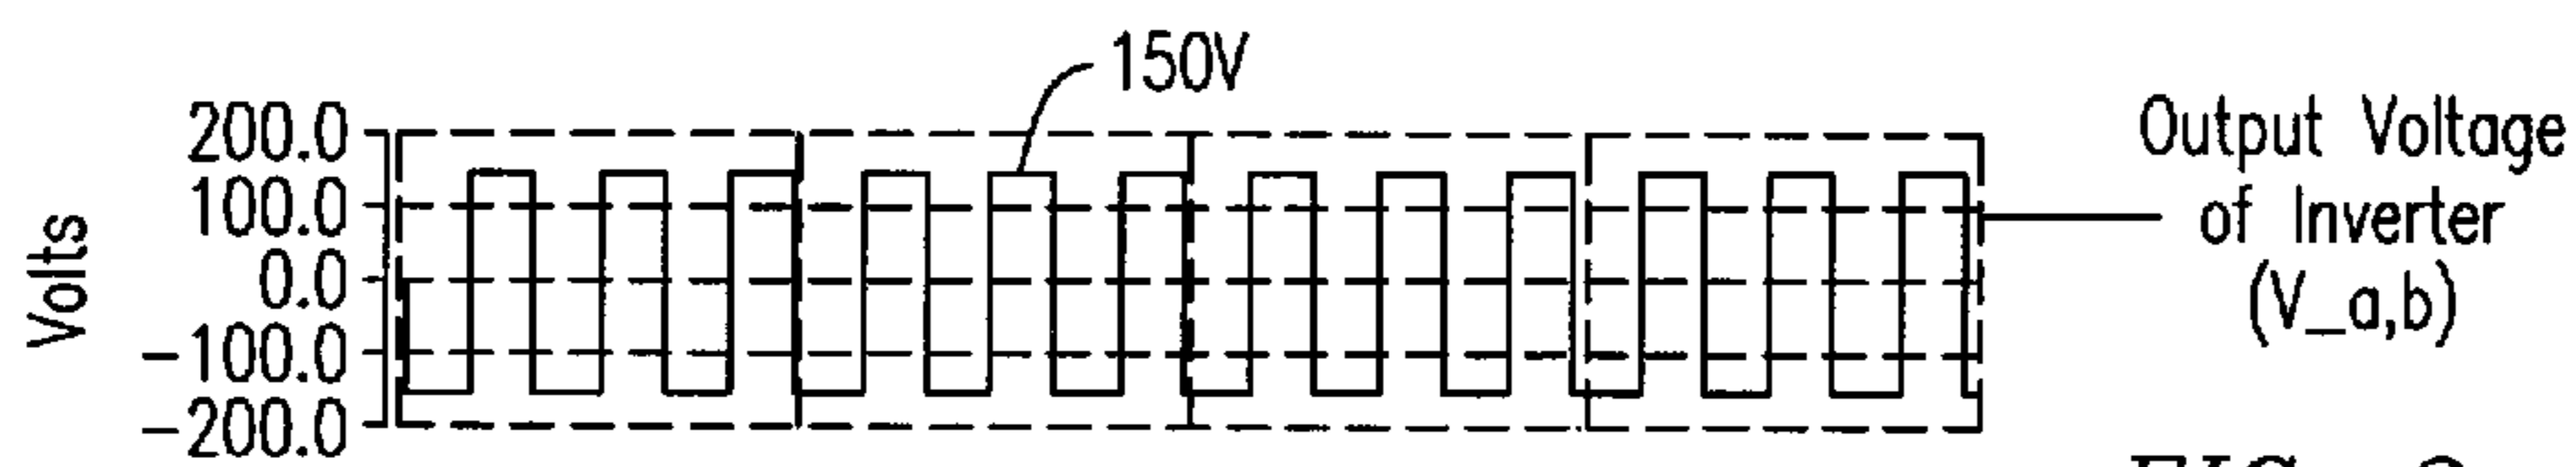 150V
200.0
100.0
0.0
-100.0
-200.0
Volts
Output Voltage
of Inverter
(V_a,b)